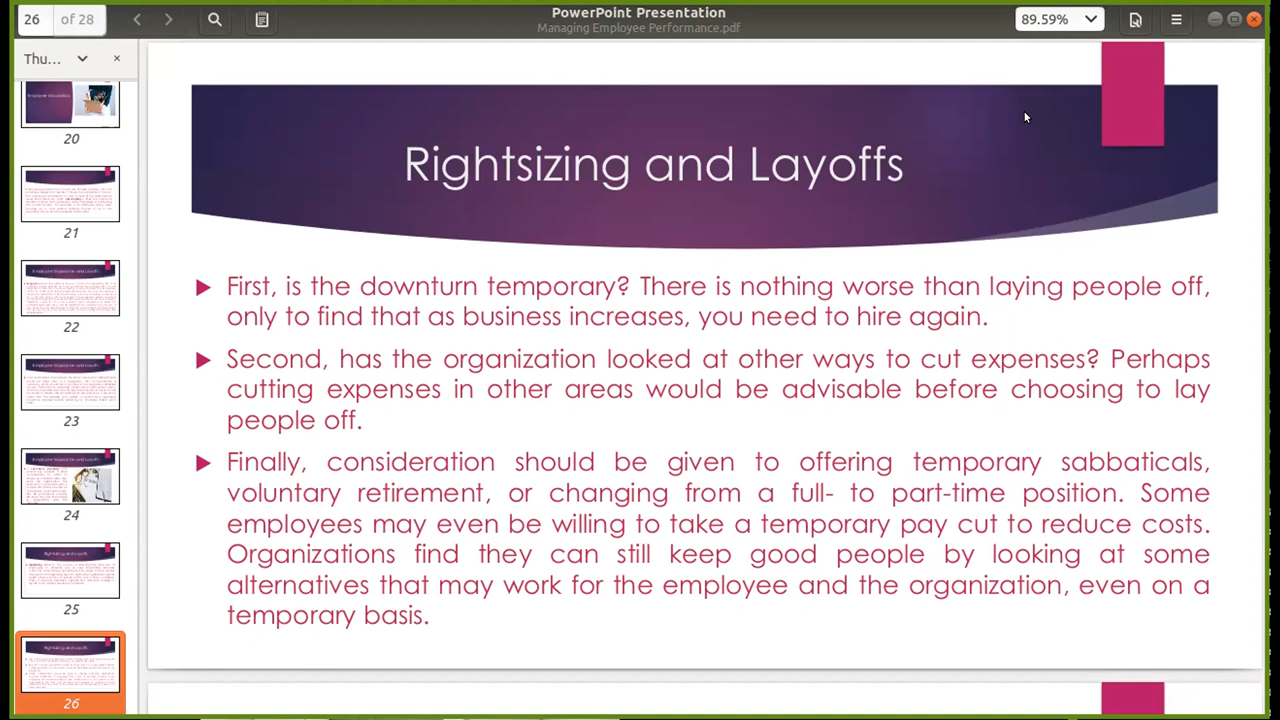 PowerPoint Presentation
Managing Employee Performance.pdf
26 of 28
89.59%
Thu...
20
21
22
23
24
25
26
Rightsizing and Layoffs
First, is the downturn temporary? There is nothing worse than laying people off,
only to find that as business increases, you need to hire again.
Second, has the organization looked at other ways to cut expenses? Perhaps
cutting expenses in other areas would be advisable before choosing to lay
people off.
Finally, consideration should be given to offering temporary sabbaticals,
voluntary retirement, or changing from a full- to part-time position. Some
employees may even be willing to take a temporary pay cut to reduce costs.
Organizations find they can still keep good people by looking at some
alternatives that may work for the employee and the organization, even on a
temporary basis.